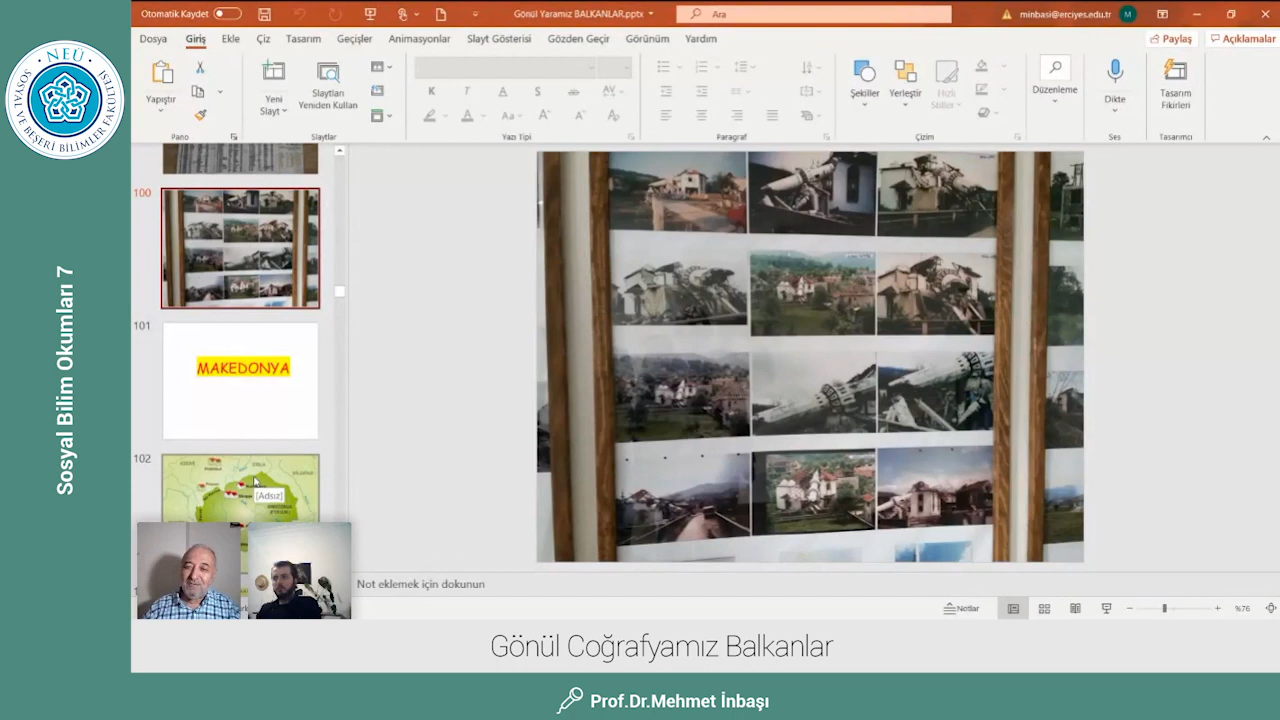 NEÜ
SOSYAL VE BEŞERİ BİLİMLER FAKÜLTESİ
Sosyal Bilim Okumları 7
Otomatik Kaydet
Gönül Yaramız BALKANLAR.pptx
Ara
minbasi@erciyes.edu.tr
M
Dosya Giriş Ekle Çiz Tasarım Geçişler Animasyonlar Slayt Gösterisi Gözden Geçir Görünüm Yardım
Paylaş Açıklamalar
Yapıştır
Yeni Slayt
Slaytları Yeniden Kullan
K T A S ab AV
Aa A A
Şekiller Yerleştir Hızlı Stiller
Düzenleme
Dikte
Tasarım Fikirleri
Pano Slaytlar Yazı Tipi Paragraf Çizim Ses Tasarımcı
100
101
MAKEDONYA
102
[Adsız]
Not eklemek için dokunun
Notlar
%76
Gönül Coğrafyamız Balkanlar
Prof.Dr.Mehmet İnbaşı